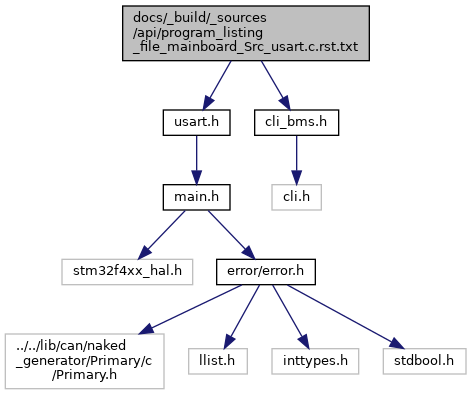 docs/_build/_sources
/api/program_listing
_file_mainboard_Src_usart.c.rst.txt
usart.h
cli_bms.h
main.h
cli.h
stm32f4xx_hal.h
error/error.h
../../lib/can/naked
_generator/Primary/c
/Primary.h
llist.h
inttypes.h
stdbool.h